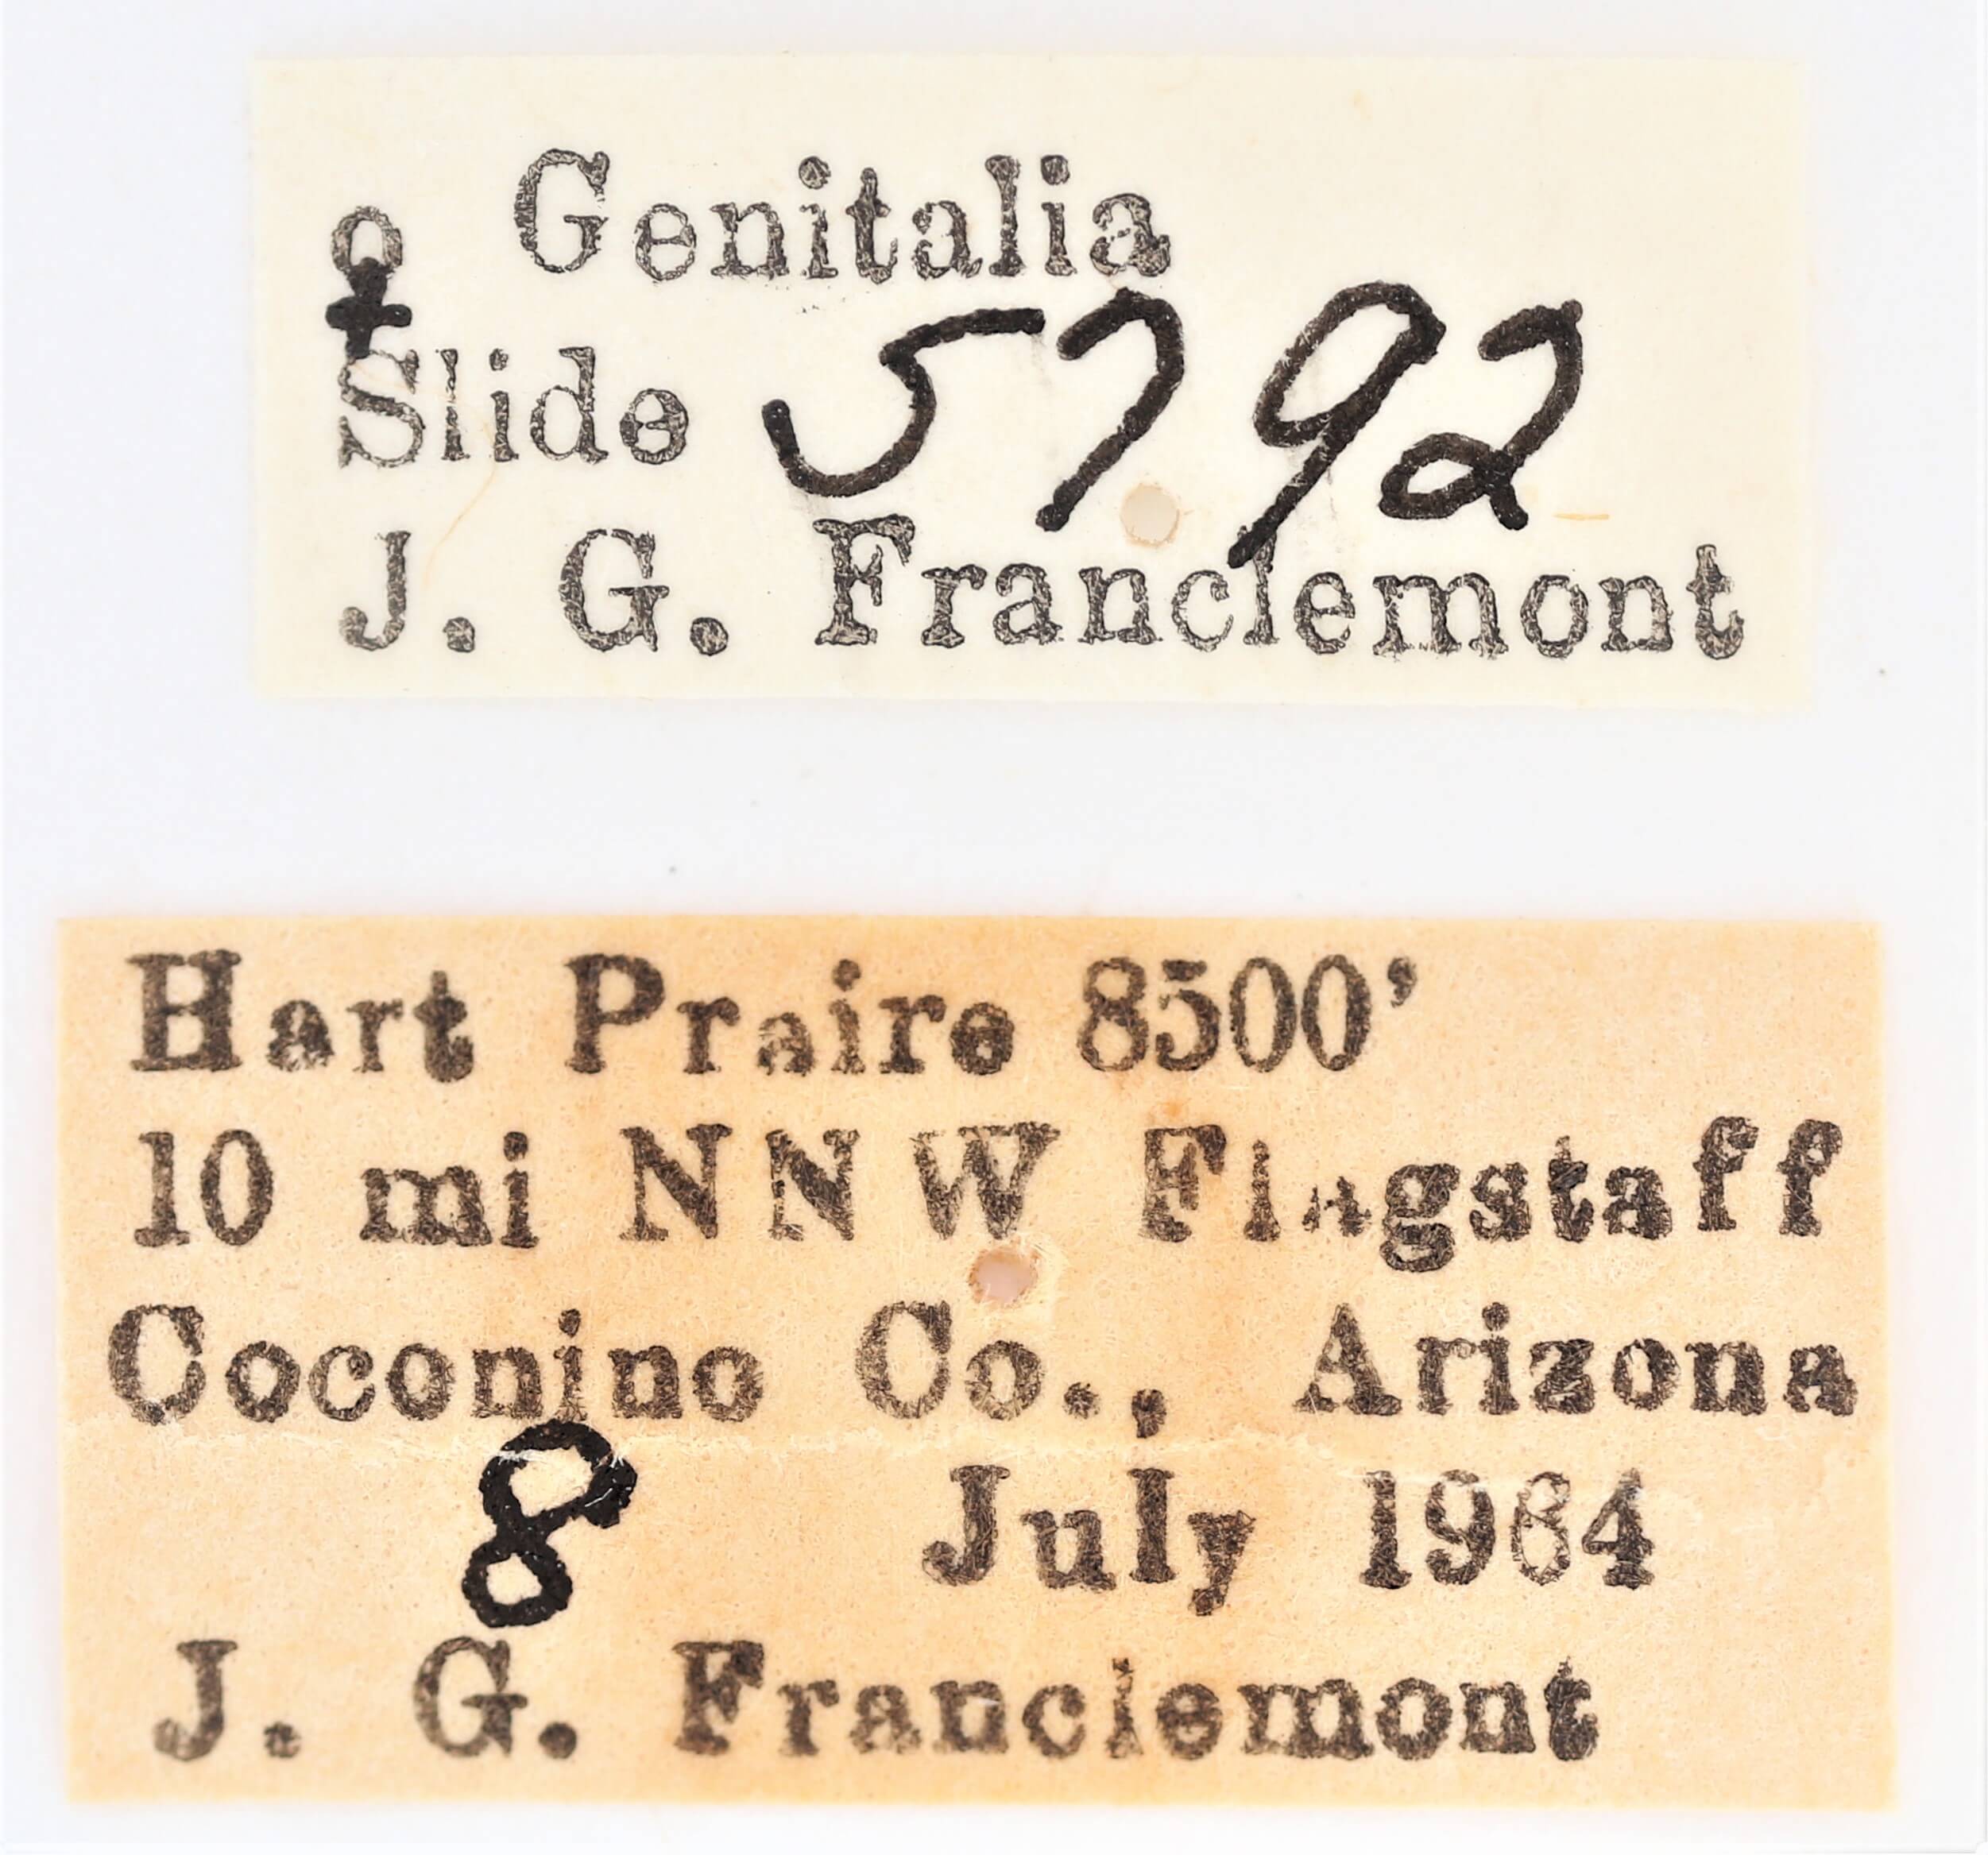 ♀ Genitalia
Slide 5792
J. G. Franclemont
Hart Praire 8500'
10 mi NNW Flagstaff
Coconino Co., Arizona
8 July 1964
J. G. Franclemont